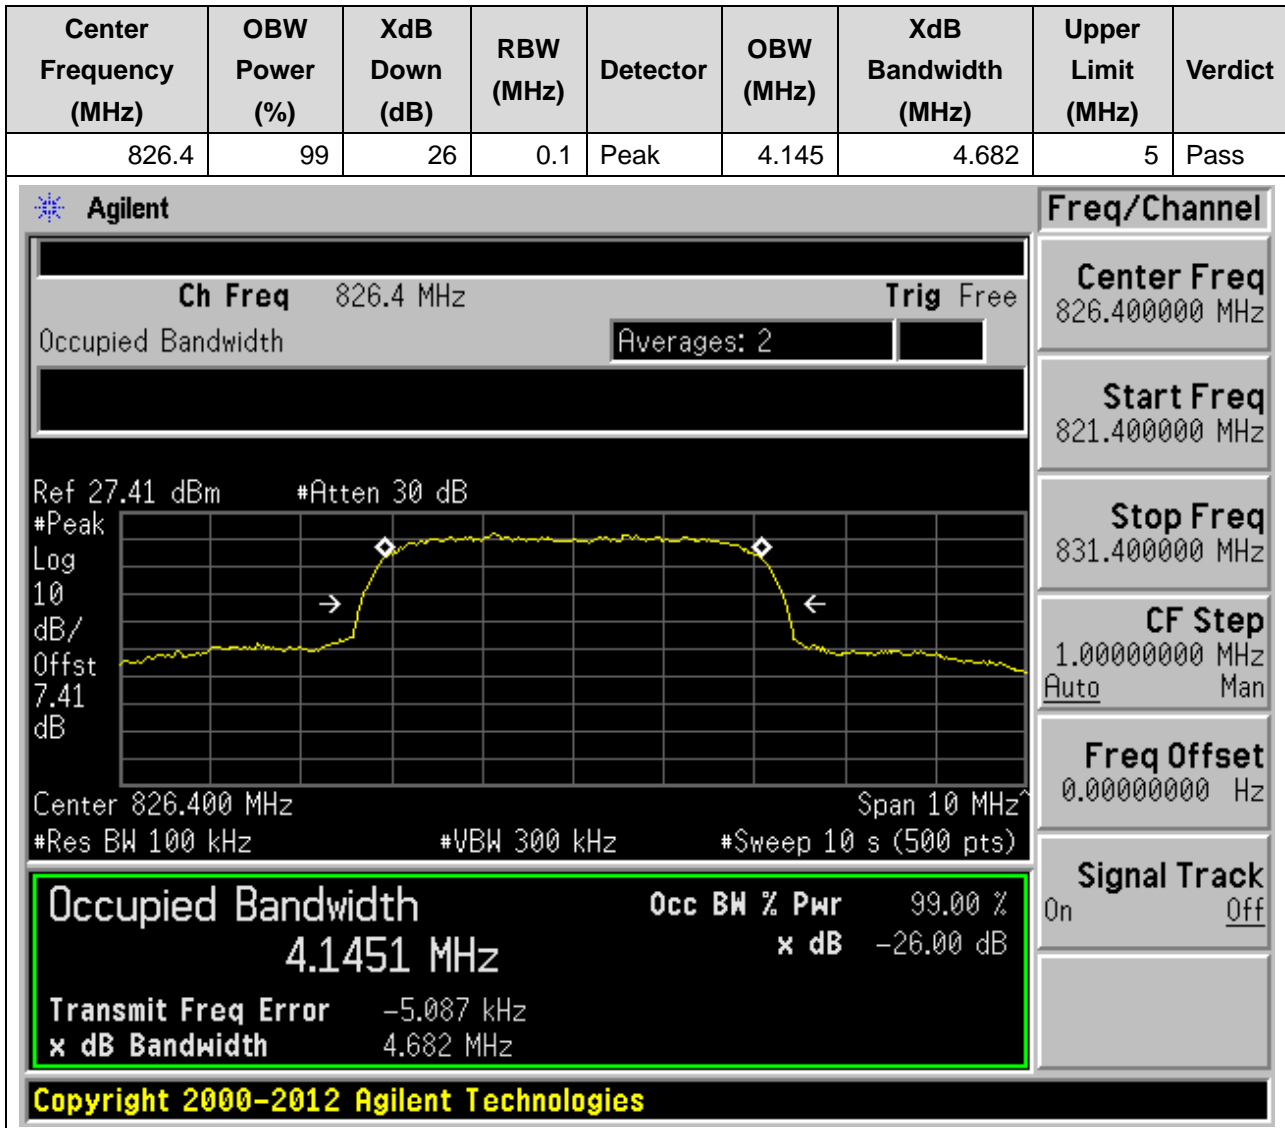 Center Frequency (MHz) OBW Power (%) XdB Down (dB) RBW (MHz) Detector OBW (MHz) XdB Bandwidth (MHz) Upper Limit (MHz) Verdict
826.4 99 26 0.1 Peak 4.145 4.682 5 Pass
Agilent
Ch Freq 826.4 MHz Trig Free
Occupied Bandwidth Averages: 2
Ref 27.41 dBm #Atten 30 dB
#Peak
Log
10
dB/
Offst
7.41
dB
Center 826.400 MHz Span 10 MHz^
#Res BW 100 kHz #VBW 300 kHz #Sweep 10 s (500 pts)
Occupied Bandwidth Occ BW % Pwr 99.00 %
4.1451 MHz x dB -26.00 dB
Transmit Freq Error -5.087 kHz
x dB Bandwidth 4.682 MHz
Copyright 2000-2012 Agilent Technologies
Freq/Channel
Center Freq
826.400000 MHz
Start Freq
821.400000 MHz
Stop Freq
831.400000 MHz
CF Step
1.00000000 MHz
Auto Man
Freq Offset
0.00000000 Hz
Signal Track
On Off